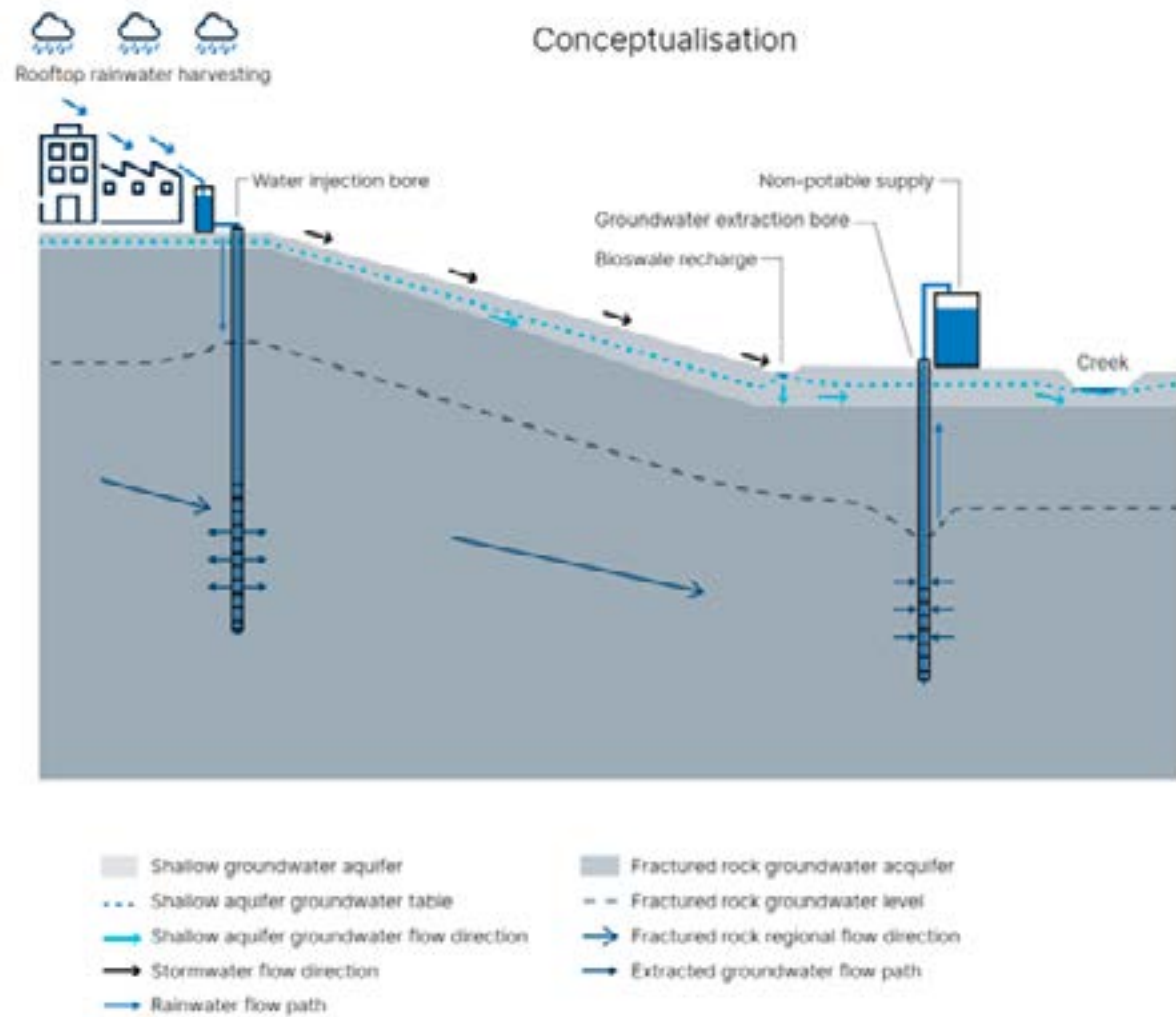 Conceptualisation
Rooftop rainwater harvesting
Water injection bore
Non-potable supply
Groundwater extraction bore
Bioswale recharge
Creek
Shallow groundwater aquifer
Shallow aquifer groundwater table
Shallow aquifer groundwater flow direction
Stormwater flow direction
Rainwater flow path
Fractured rock groundwater acquifer
Fractured rock groundwater level
Fractured rock regional flow direction
Extracted groundwater flow path